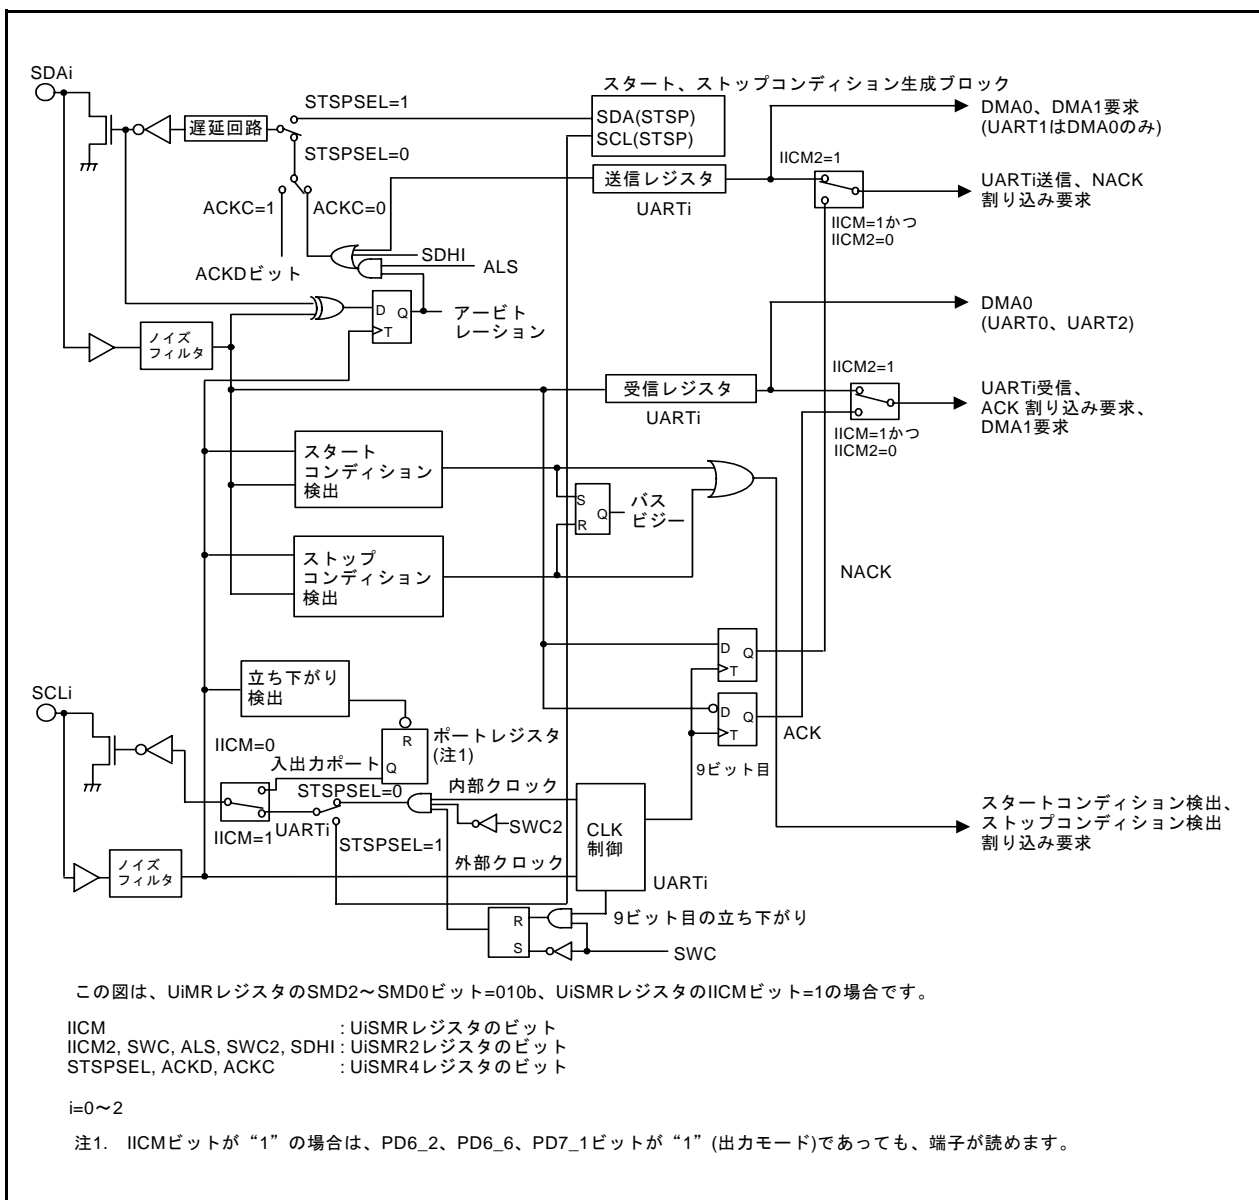 SDAi
スタート、ストップコンディション生成ブロック
STSPSEL=1
SDA(STSP)
SCL(STSP)
DMA0、DMA1要求
(UART1はDMA0のみ)
遅延回路
STSPSEL=0
IICM2=1
送信レジスタ
UARTi
UARTi送信、NACK
割り込み要求
ACKC=1
ACKC=0
IICM=1かつ
IICM2=0
SDHI
ALS
ACKDビット
D
Q
T
アービト
レーション
DMA0
(UART0、UART2)
ノイズ
フィルタ
IICM2=1
受信レジスタ
UARTi
UARTi受信、
ACK 割り込み要求、
DMA1要求
IICM=1かつ
IICM2=0
スタート
コンディション
検出
S
R
Q
バス
ビジー
ストップ
コンディション
検出
NACK
D
Q
T
立ち下がり
検出
SCLi
D
Q
T
ACK
9ビット目
R
Q
ポートレジスタ
(注1)
IICM=0
入出力ポート
STSPSEL=0
内部クロック
IICM=1
UARTi
SWC2
STSPSEL=1
CLK
制御
外部クロック
UARTi
ノイズ
フィルタ
スタートコンディション検出、
ストップコンディション検出
割り込み要求
R
S
9ビット目の立ち下がり
SWC
この図は、UiMRレジスタのSMD2～SMD0ビット=010b、UiSMRレジスタのIICMビット=1の場合です。
IICM : UiSMRレジスタのビット
IICM2, SWC, ALS, SWC2, SDHI : UiSMR2レジスタのビット
STSPSEL, ACKD, ACKC : UiSMR4レジスタのビット
i=0～2
注1. IICMビットが“1”の場合は、PD6_2、PD6_6、PD7_1ビットが“1”(出力モード)であっても、端子が読めます。